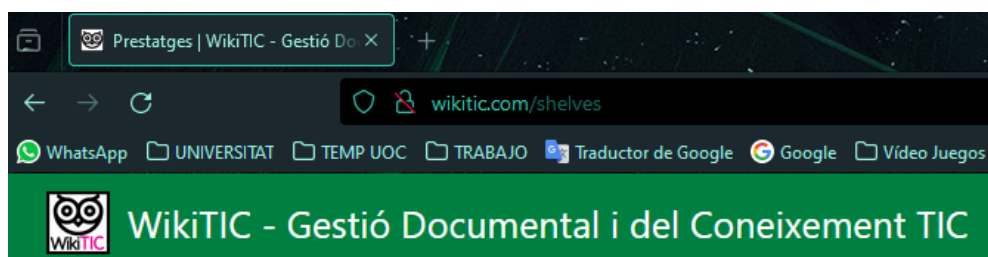 Prestatges | WikiTIC - Gestió Do
wikitic.com/shelves
WhatsApp UNIVERSITAT TEMP UOC TRABAJO Traductor de Google Google Vídeo Juegos
WikiTIC
WikiTIC - Gestió Documental i del Coneixement TIC